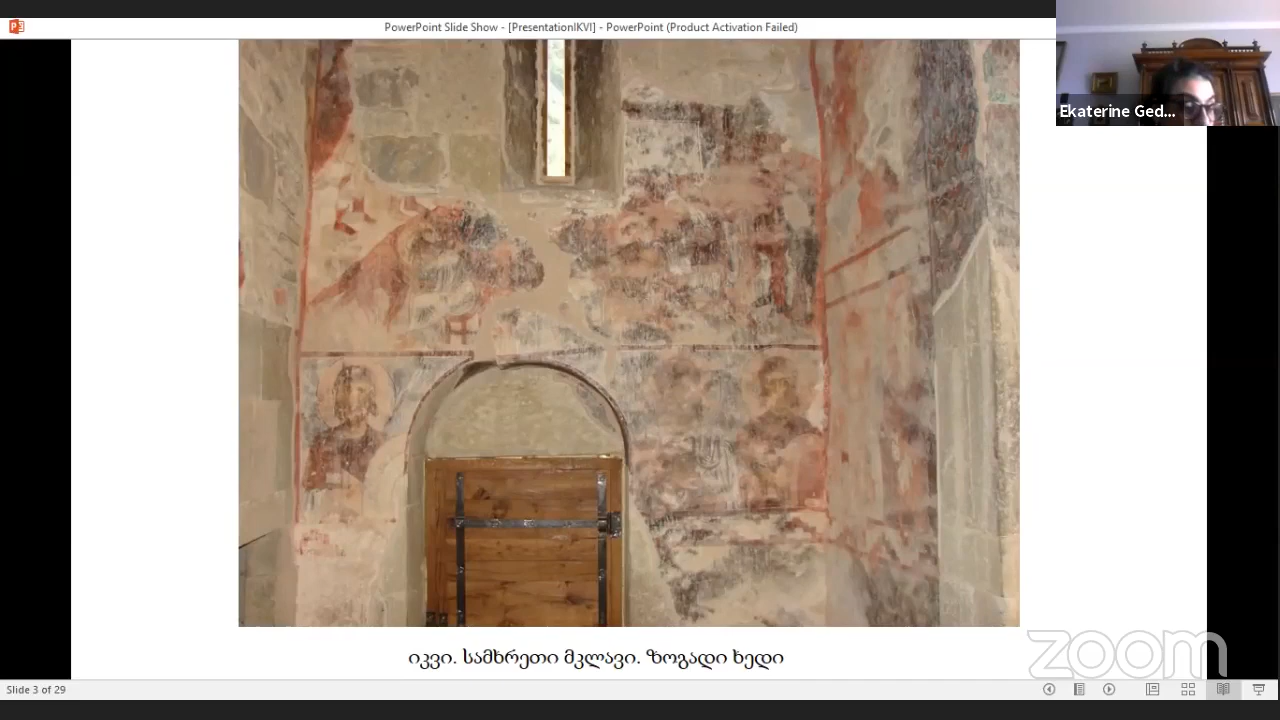 PowerPoint Slide Show - [PresentationIKVI] - PowerPoint (Product Activation Failed)
Ekaterine Ged...
იკვი. სამხრეთი მკლავი. ზოგადი ხედი
zoom
Slide 3 of 29